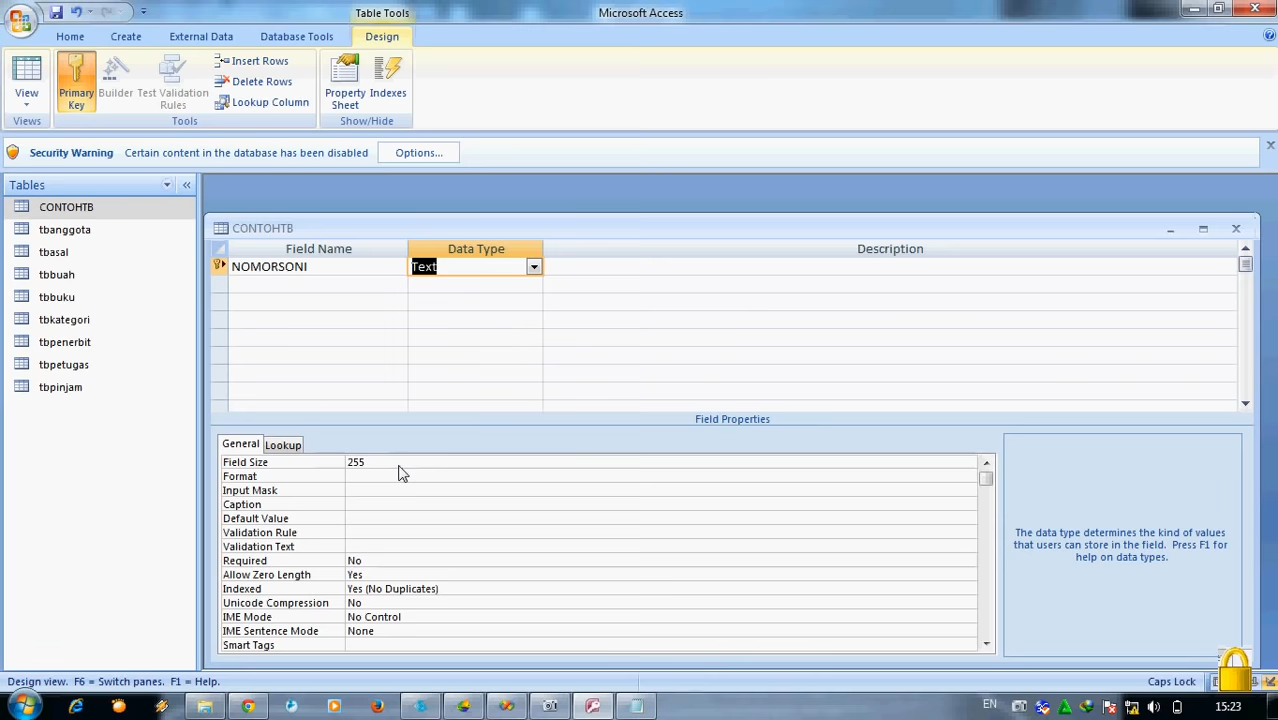 Table Tools
Microsoft Access
Home
Create
External Data
Database Tools
Design
View
Primary
Key
Builder
Test Validation
Rules
Insert Rows
Delete Rows
Lookup Column
Property
Sheet
Indexes
Views
Tools
Show/Hide
Security Warning
Certain content in the database has been disabled
Options...
Tables
CONTOHTB
tbanggota
tbasal
tbbuah
tbbuku
tbkategori
tbpenerbit
tbpetugas
tbpinjam
CONTOHTB
Field Name
Data Type
Description
NOMORSONI
Text
Field Properties
General
Lookup
Field Size
255
Format
Input Mask
Caption
Default Value
Validation Rule
Validation Text
Required
No
Allow Zero Length
Yes
Indexed
Yes (No Duplicates)
Unicode Compression
No
IME Mode
No Control
IME Sentence Mode
None
Smart Tags
The data type determines the kind of values
that users can store in the field. Press F1 for
help on data types.
Design view. F6 = Switch panes. F1 = Help.
Caps Lock
EN
15:23